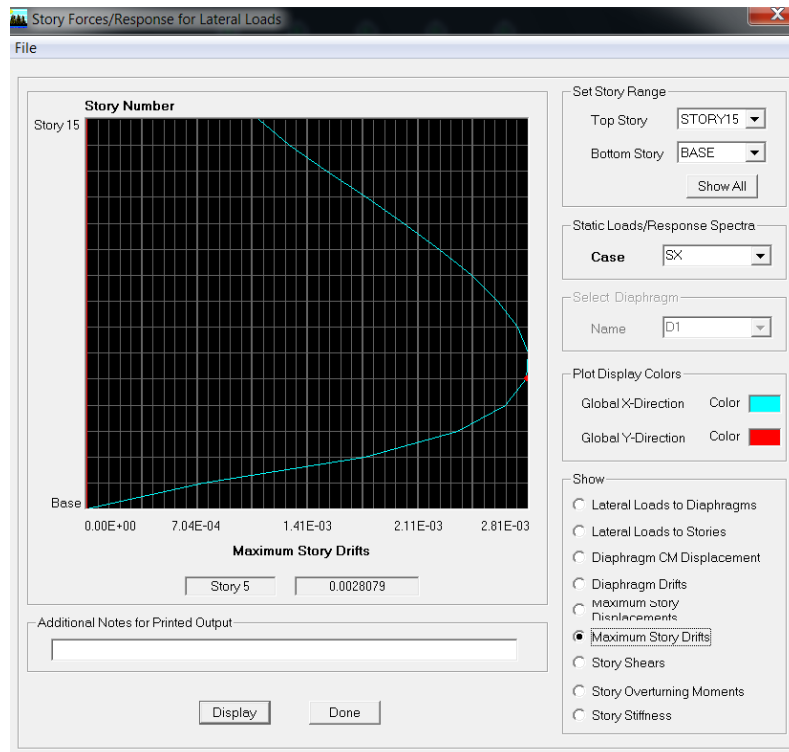 Story Forces/Response for Lateral Loads
File
Story Number
Story 15
Base
0.00E+00 7.04E-04 1.41E-03 2.11E-03 2.81E-03
Maximum Story Drifts
Story 5 0.0028079
Additional Notes for Printed Output
Display Done
Set Story Range
Top Story STORY15
Bottom Story BASE
Show All
Static Loads/Response Spectra
Case SX
Select Diaphragm
Name D1
Plot Display Colors
Global X-Direction Color
Global Y-Direction Color
Show
Lateral Loads to Diaphragms
Lateral Loads to Stories
Diaphragm CM Displacement
Diaphragm Drifts
Maximum Story
Displacements
Maximum Story Drifts
Story Shears
Story Overturning Moments
Story Stiffness